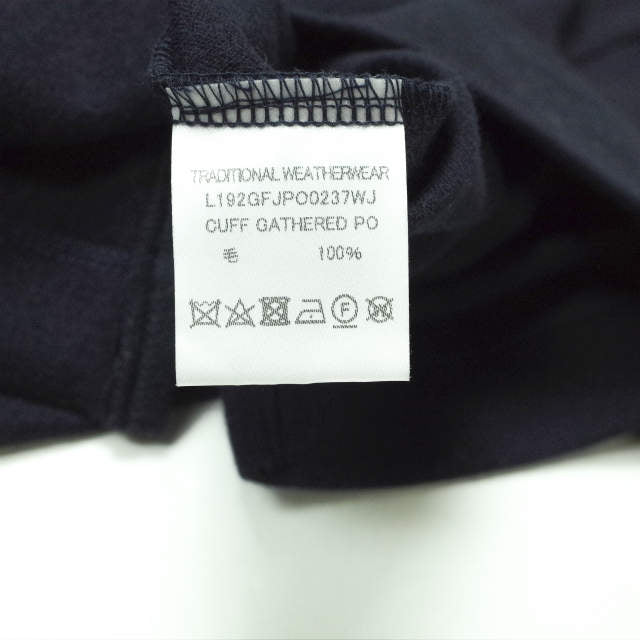 TRADITIONAL WEATHERWEAR
L192GFJPO0237WJ
CUFF GATHERED PO
毛 100%
F